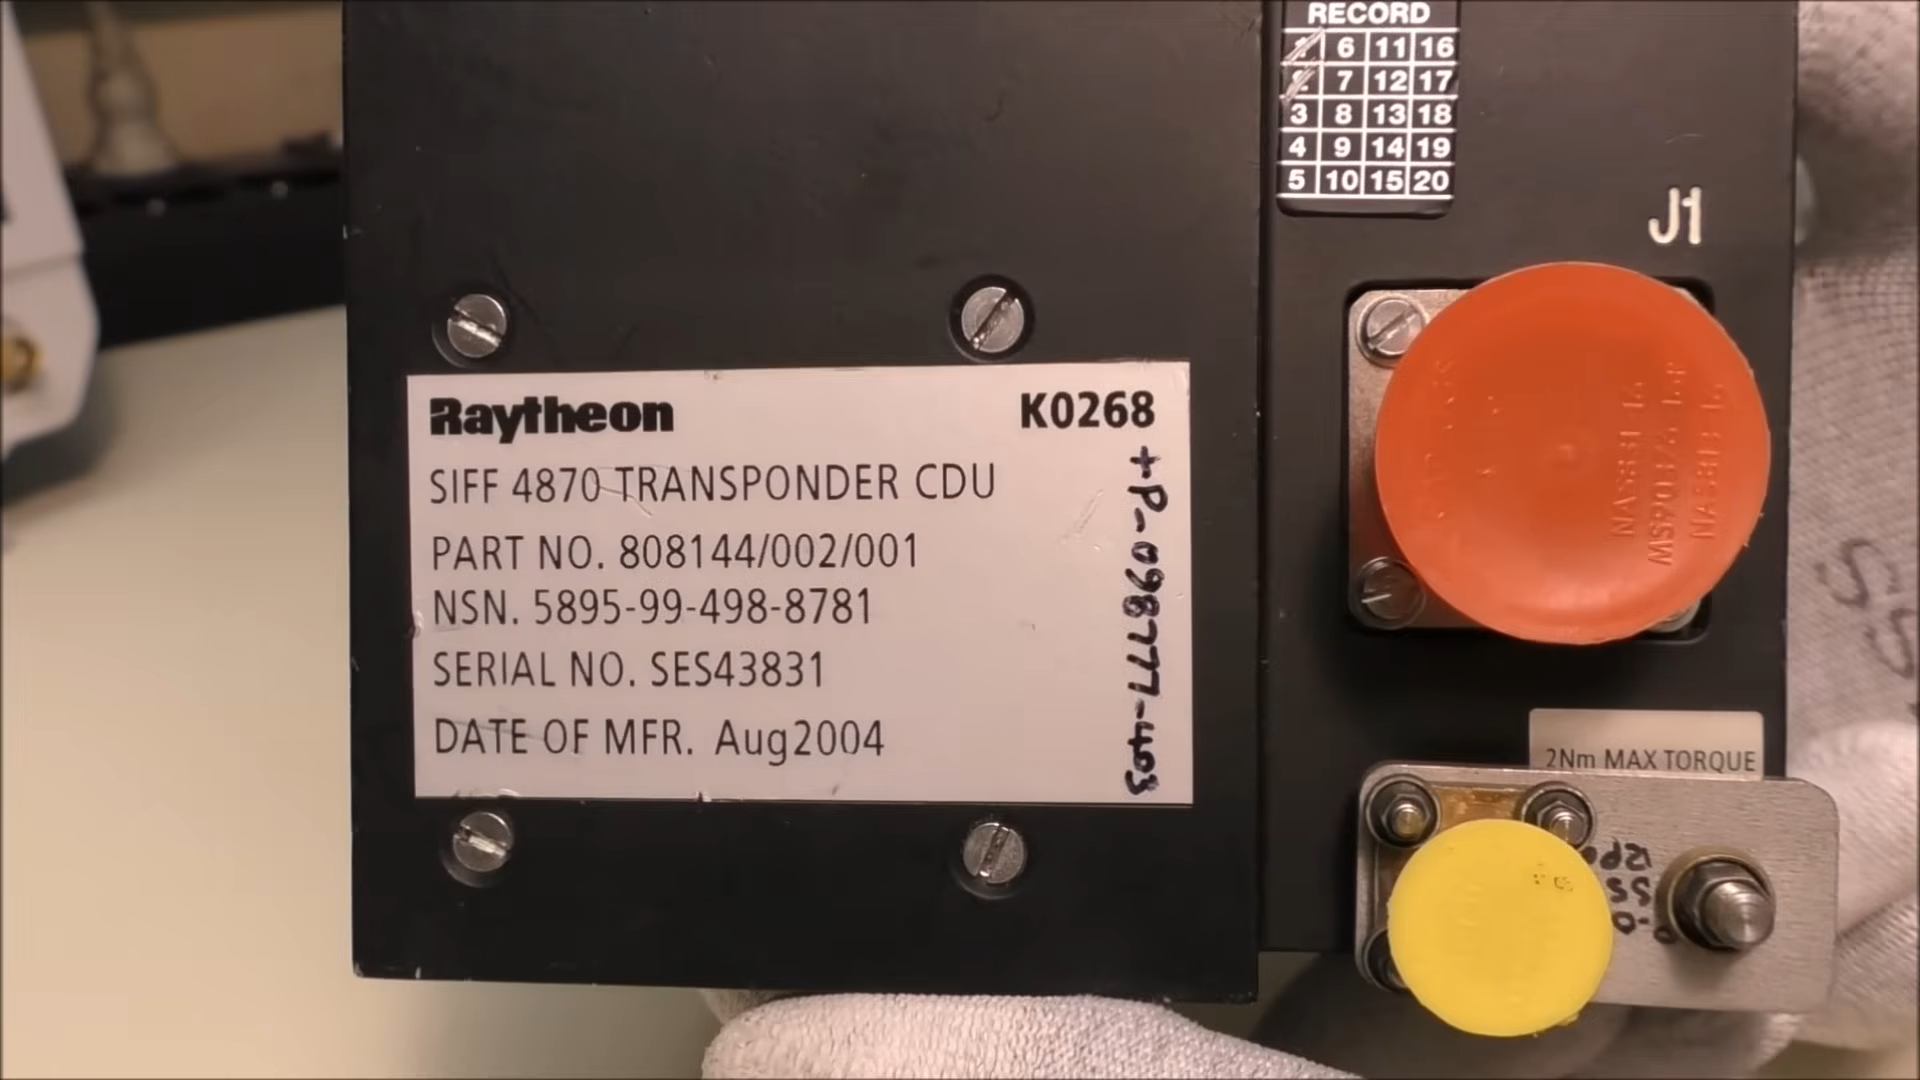 RECORD
1 6 11 16
2 7 12 17
3 8 13 18
4 9 14 19
5 10 15 20
J1
Raytheon K0268
SIFF 4870 TRANSPONDER CDU
PART NO. 808144/002/001
NSN. 5895-99-498-8781
SERIAL NO. SES43831
DATE OF MFR. Aug2004
2Nm MAX TORQUE